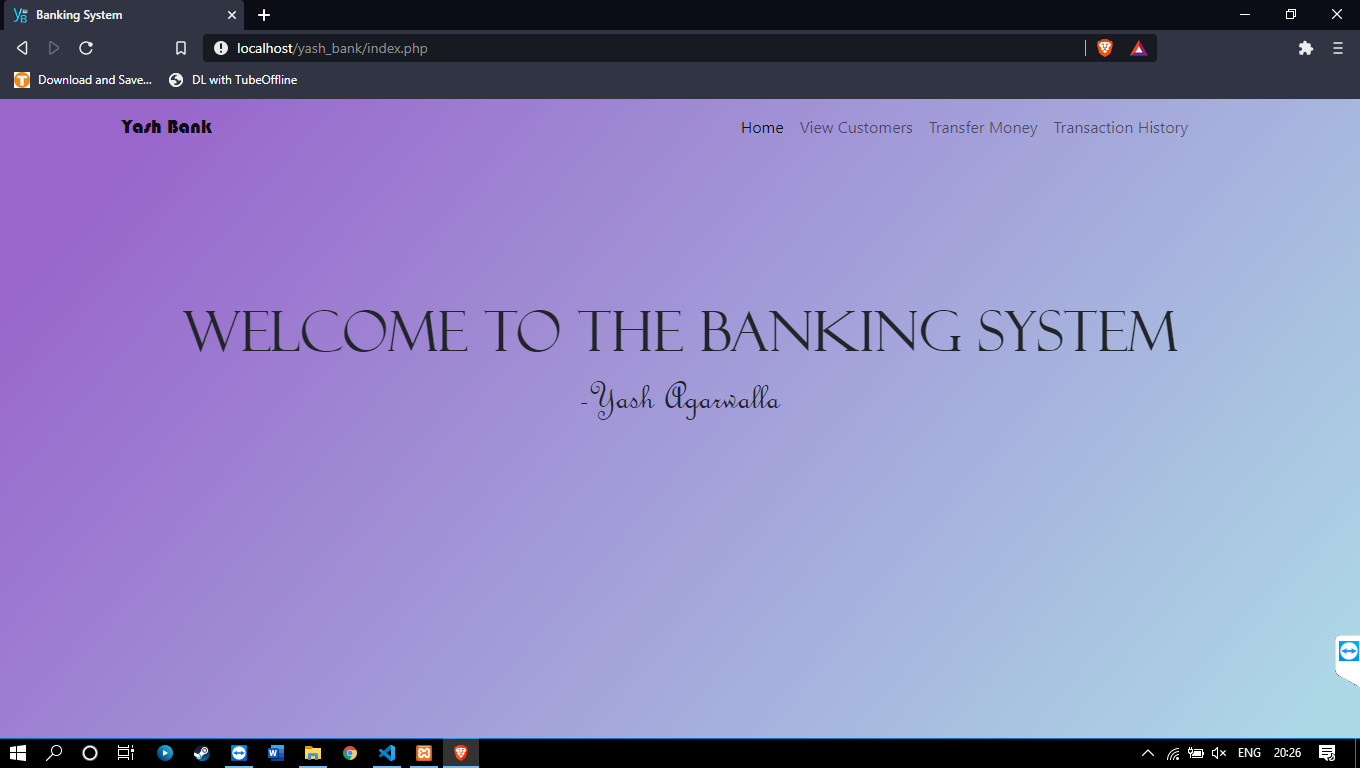 Banking System
localhost/yash_bank/index.php
Download and Save... DL with TubeOffline
Yash Bank Home View Customers Transfer Money Transaction History
WELCOME TO THE BANKING SYSTEM
-Yash Agarwalla
ENG 20:26